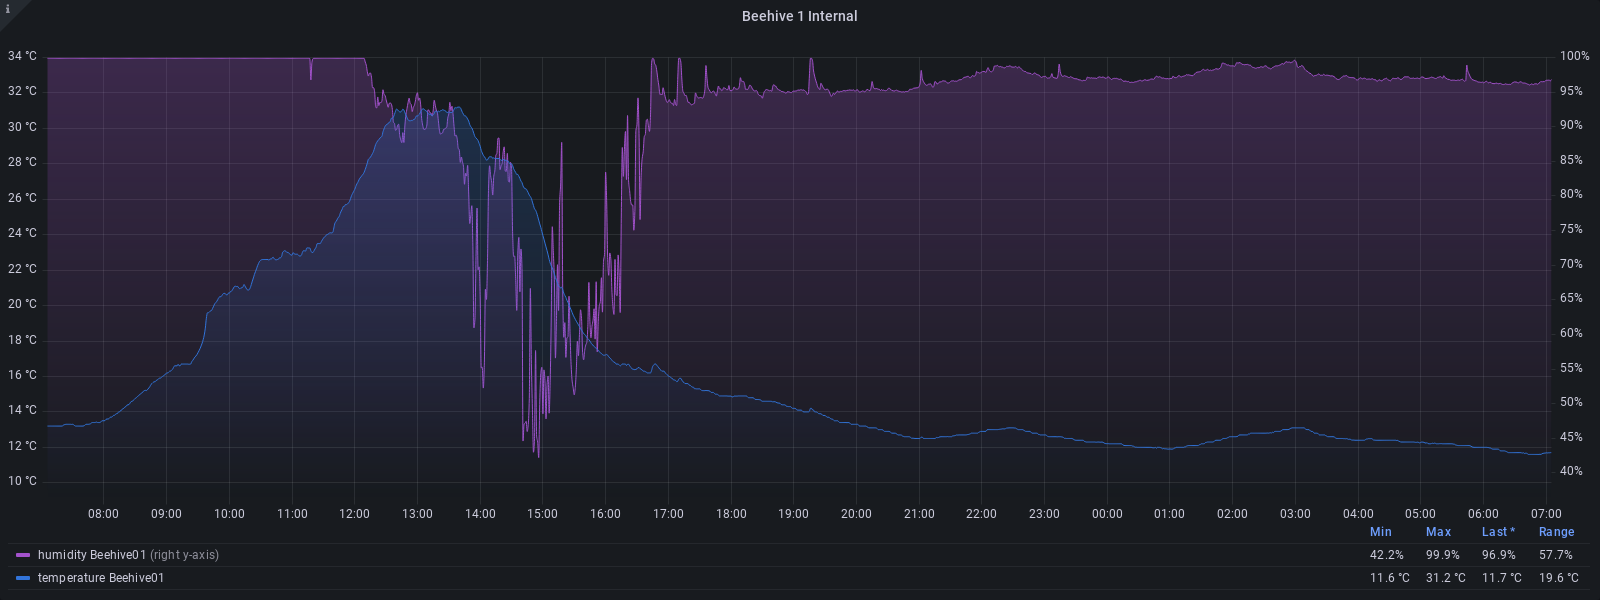 i
Beehive 1 Internal
34 °C 100%
32 °C 95%
30 °C 90%
28 °C 85%
26 °C 80%
24 °C 75%
22 °C 70%
20 °C 65%
18 °C 60%
16 °C 55%
14 °C 50%
12 °C 45%
10 °C 40%
08:00 09:00 10:00 11:00 12:00 13:00 14:00 15:00 16:00 17:00 18:00 19:00 20:00 21:00 22:00 23:00 00:00 01:00 02:00 03:00 04:00 05:00 06:00 07:00
Min Max Last * Range
humidity Beehive01 (right y-axis) 42.2% 99.9% 96.9% 57.7%
temperature Beehive01 11.6 °C 31.2 °C 11.7 °C 19.6 °C